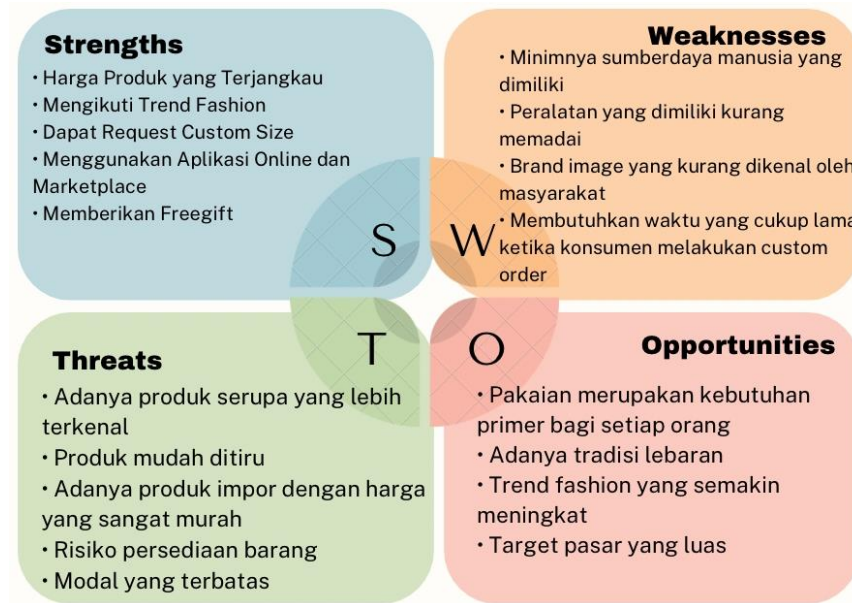 Strengths
• Harga Produk yang Terjangkau
• Mengikuti Trend Fashion
• Dapat Request Custom Size
• Menggunakan Aplikasi Online dan
Marketplace
• Memberikan Freegift
S
Weaknesses
• Minimnya sumberdaya manusia yang
dimiliki
• Peralatan yang dimiliki kurang
memadai
• Brand image yang kurang dikenal oleh
masyarakat
• Membutuhkan waktu yang cukup lama
ketika konsumen melakukan custom
order
W
Threats
• Adanya produk serupa yang lebih
terkenal
• Produk mudah ditiru
• Adanya produk impor dengan harga
yang sangat murah
• Risiko persediaan barang
• Modal yang terbatas
T
Opportunities
• Pakaian merupakan kebutuhan
primer bagi setiap orang
• Adanya tradisi lebaran
• Trend fashion yang semakin
meningkat
• Target pasar yang luas
O